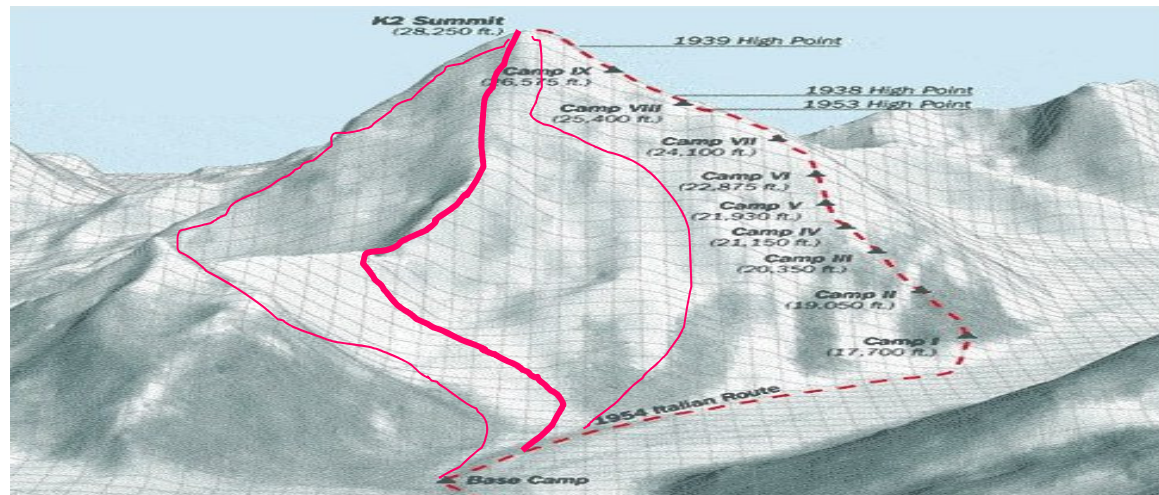 K2 Summit
(28,250 ft.)
1939 High Point
Camp IX
(26,575 ft.)
1938 High Point
1953 High Point
Camp VIII
(25,400 ft.)
Camp VII
(24,100 ft.)
Camp VI
(22,875 ft.)
Camp V
(21,930 ft.)
Camp IV
(21,150 ft.)
Camp III
(20,350 ft.)
Camp II
(19,050 ft.)
Camp I
(17,700 ft.)
1954 Italian Route
Base Camp